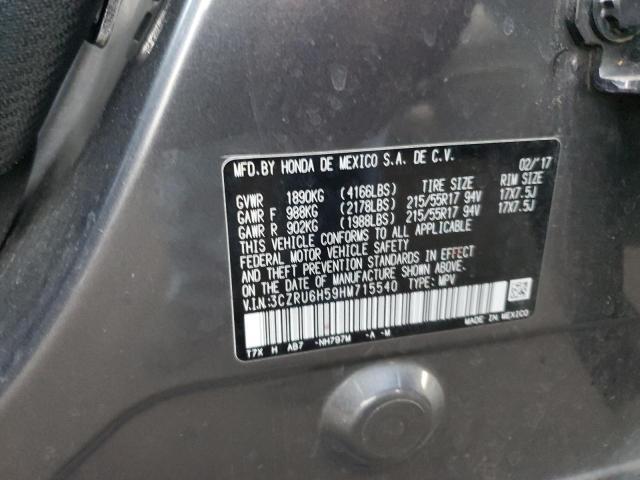 MFD.BY HONDA DE MEXICO S.A. DE C.V. 02/'17
TIRE SIZE RIM SIZE
GVWR 1890KG (4166LBS)
GAWR F 988KG (2178LBS) 215/55R17 94V 17X7.5J
GAWR R 902KG (1988LBS) 215/55R17 94V 17X7.5J
THIS VEHICLE CONFORMS TO ALL APPLICABLE
FEDERAL MOTOR VEHICLE SAFETY
AND THEFT PREVENTION STANDARDS IN EFFECT
ON THE DATE OF MANUFACTURE SHOWN ABOVE.
V.I.N.:3CZRU6H59HM715540 TYPE: MPV
T7X H AB7 -NH797M -A -M MADE IN MEXICO